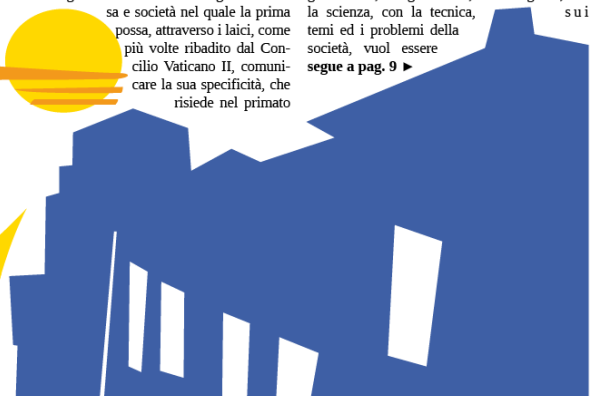 sa e società nel quale la prima
possa, attraverso i laici, come
più volte ribadito dal Con-
cilio Vaticano II, comuni-
care la sua specificità, che
risiede nel primato
la scienza, con la tecnica, sui
temi ed i problemi della
società, vuol essere
segue a pag. 9 ►